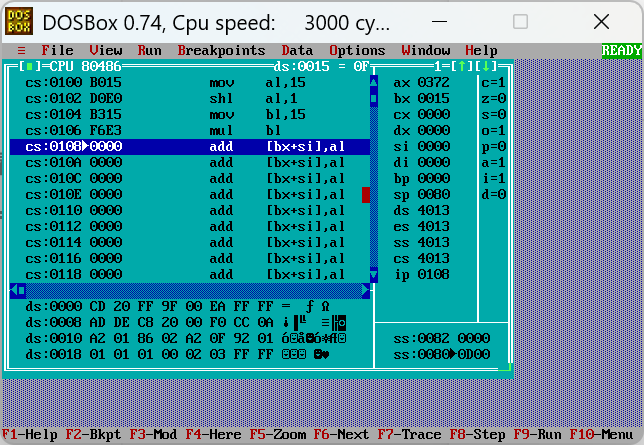 DOSBox 0.74, Cpu speed: 3000 cy...
≡ File View Run Breakpoints Data Options Window Help READY
[■]=CPU 80486 ds:0015 = 0F 1=[↑][↓]
cs:0100 B015 mov al,15 ax 0372 c=1
cs:0102 D0E0 shl al,1 bx 0015 z=0
cs:0104 B315 mov bl,15 cx 0000 s=0
cs:0106 F6E3 mul bl dx 0000 o=1
cs:0108►0000 add [bx+si],al si 0000 p=0
cs:010A 0000 add [bx+si],al di 0000 a=1
cs:010C 0000 add [bx+si],al bp 0000 i=1
cs:010E 0000 add [bx+si],al sp 0080 d=0
cs:0110 0000 add [bx+si],al ds 4013
cs:0112 0000 add [bx+si],al es 4013
cs:0114 0000 add [bx+si],al ss 4013
cs:0116 0000 add [bx+si],al cs 4013
cs:0118 0000 add [bx+si],al ip 0108
ds:0000 CD 20 FF 9F 00 EA FF FF = ƒ Ω
ds:0008 AD DE C8 20 00 F0 CC 0A
ds:0010 A2 01 86 02 A2 0F 92 01 ss:0082 0000
ds:0018 01 01 01 00 02 03 FF FF ss:0080►0D00
F1-Help F2-Bkpt F3-Mod F4-Here F5-Zoom F6-Next F7-Trace F8-Step F9-Run F10-Menu